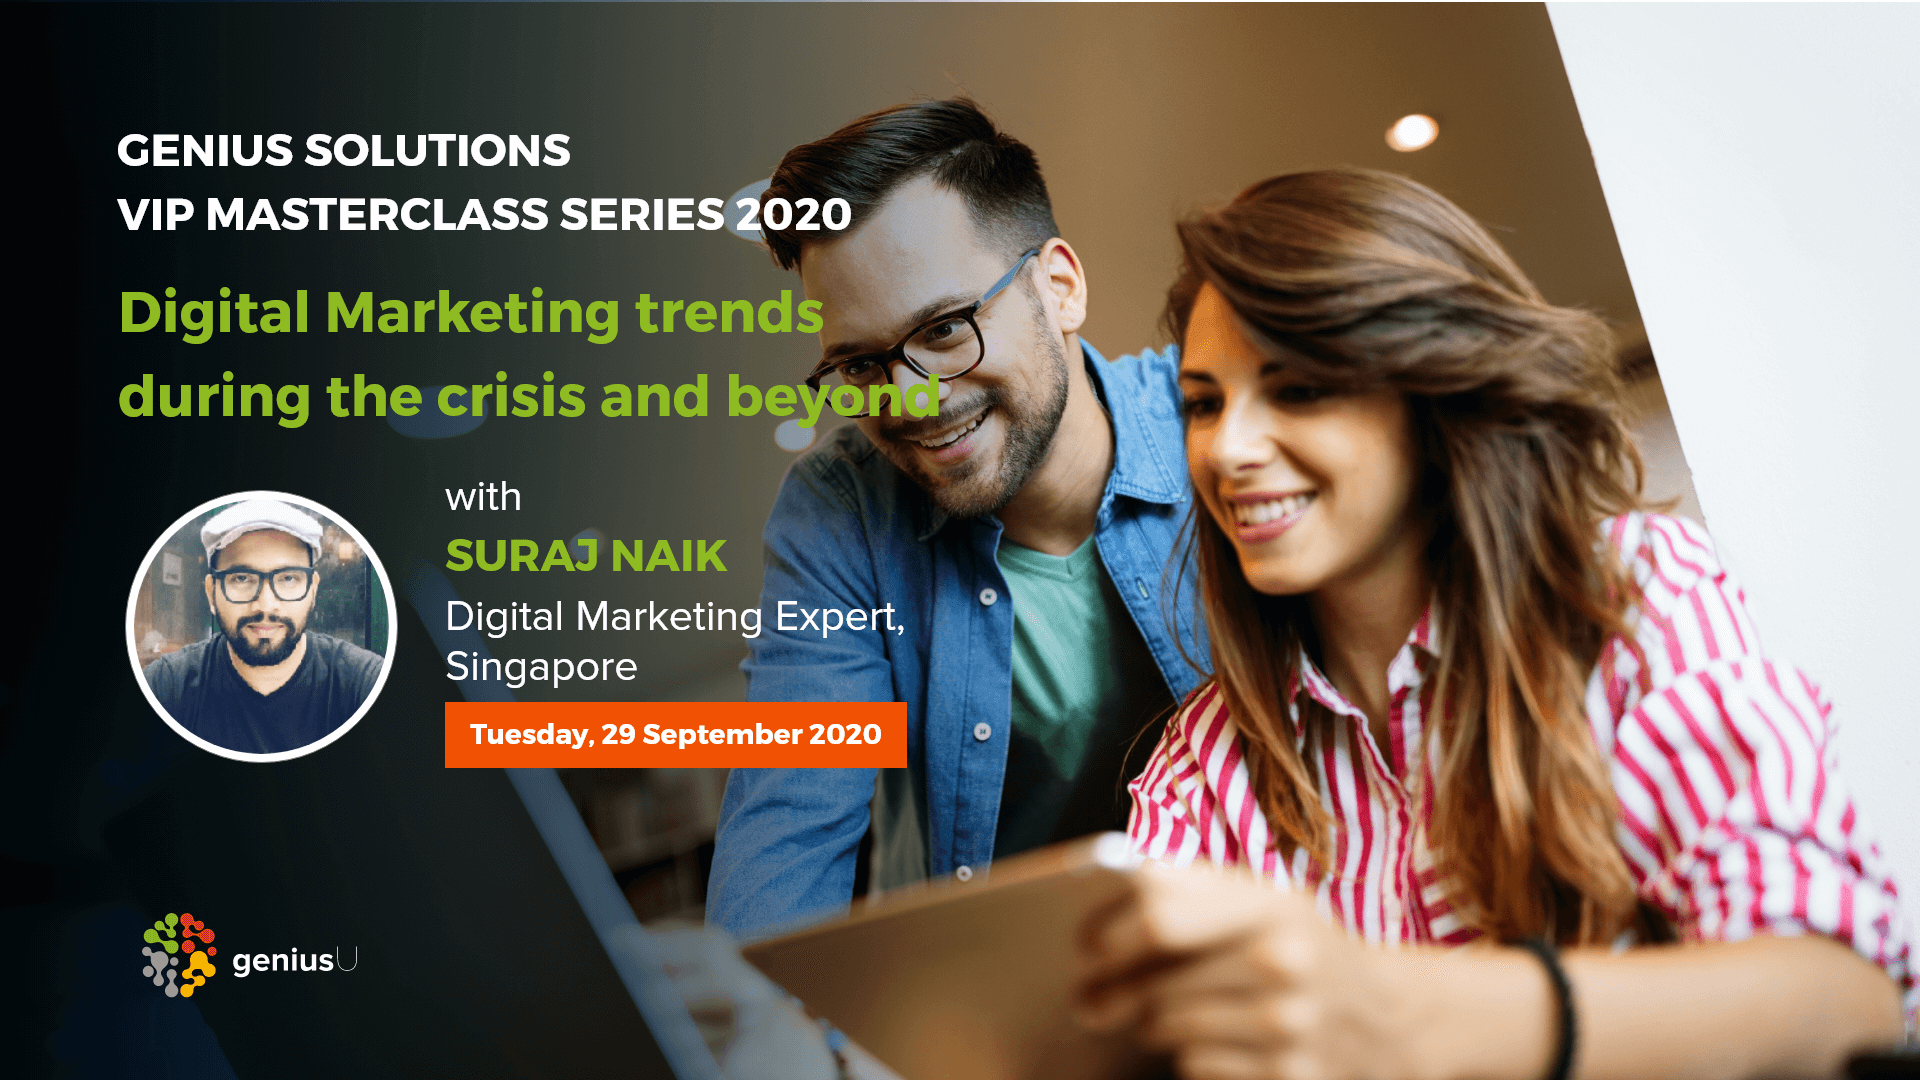 GENIUS SOLUTIONS
VIP MASTERCLASS SERIES 2020
Digital Marketing trends
during the crisis and beyond
with
SURAJ NAIK
Digital Marketing Expert,
Singapore
Tuesday, 29 September 2020
geniusU